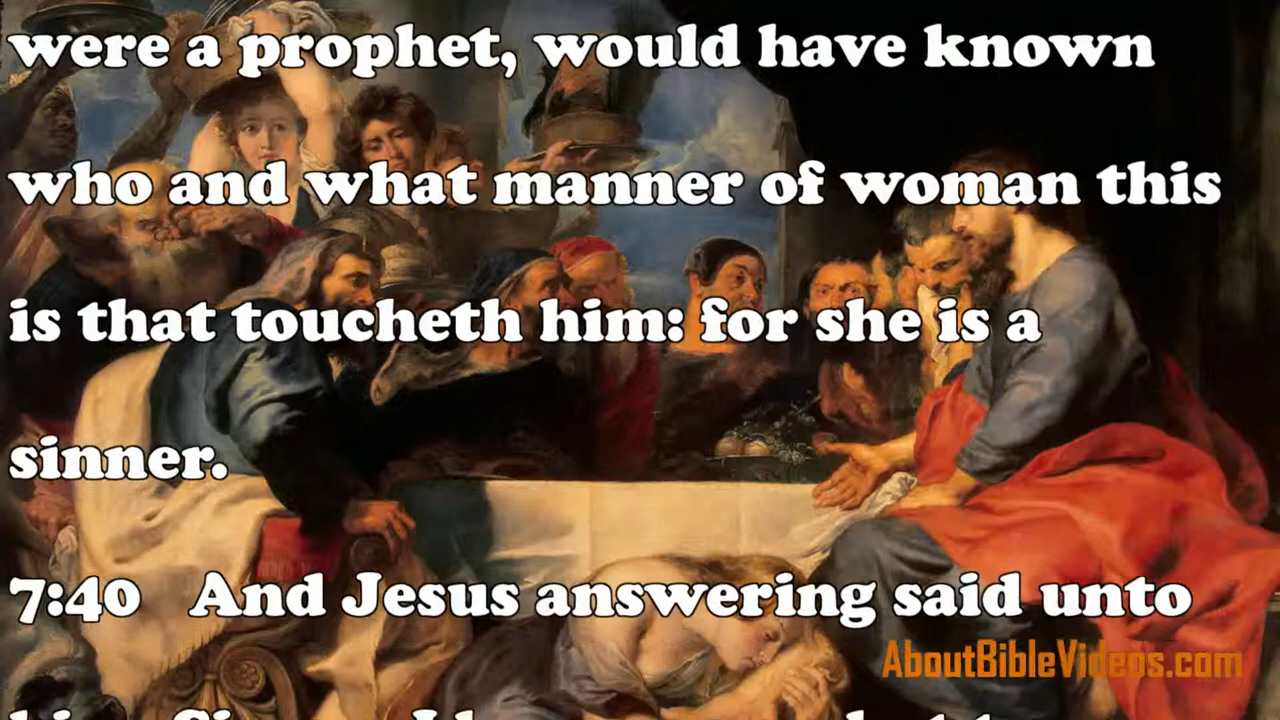 were a prophet, would have known
who and what manner of woman this
is that toucheth him: for she is a
sinner.
7:40 And Jesus answering said unto
AboutBibleVideos.com